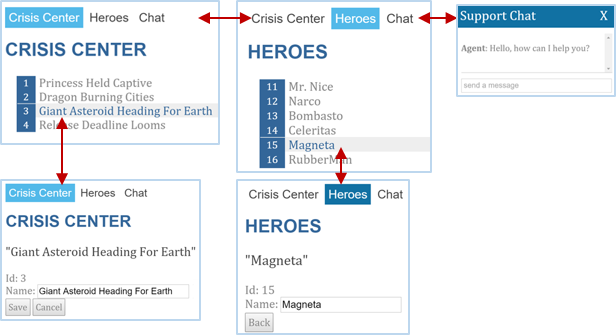 Crisis Center Heroes Chat
CRISIS CENTER
1 Princess Held Captive
2 Dragon Burning Cities
3 Giant Asteroid Heading For Earth
4 Release Deadline Looms
Crisis Center Heroes Chat
HEROES
11 Mr. Nice
12 Narco
13 Bombasto
14 Celeritas
15 Magneta
16 RubberMan
Support Chat X
Agent: Hello, how can I help you?
send a message
Crisis Center Heroes Chat
CRISIS CENTER
"Giant Asteroid Heading For Earth"
Id: 3
Name: Giant Asteroid Heading For Earth
Save Cancel
Crisis Center Heroes Chat
HEROES
"Magneta"
Id: 15
Name: Magneta
Back